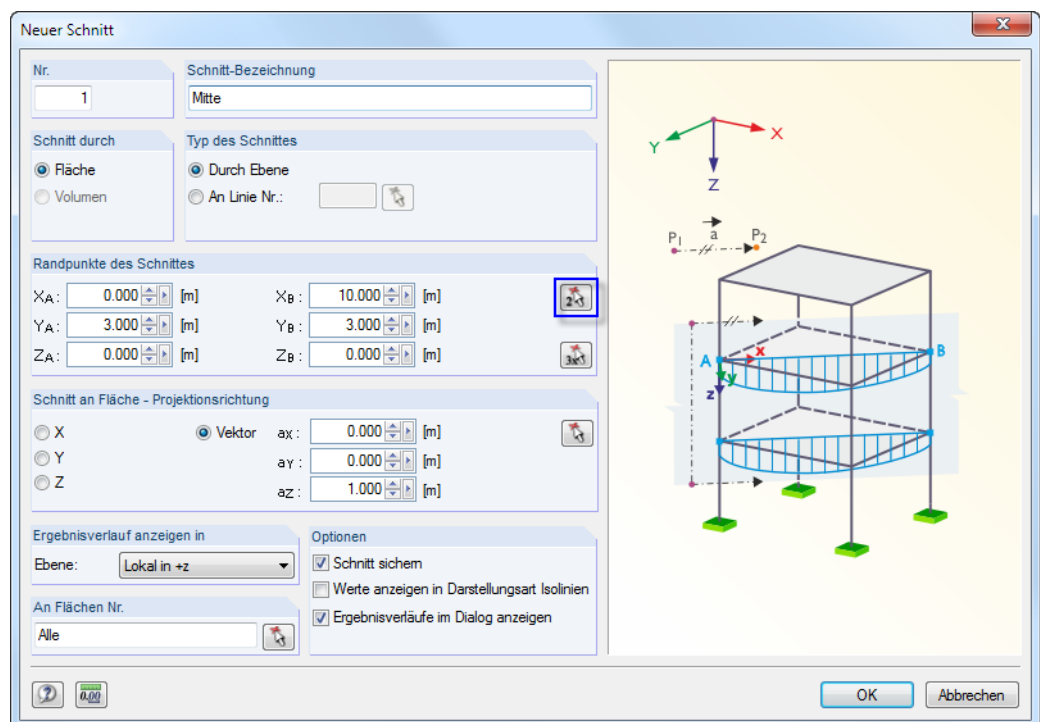 Neuer Schnitt
Nr.
1
Schnitt-Bezeichnung
Mitte
Schnitt durch
Fläche
Volumen
Typ des Schnittes
Durch Ebene
An Linie Nr.:
Randpunkte des Schnittes
XA: 0.000 [m] XB: 10.000 [m]
YA: 3.000 [m] YB: 3.000 [m]
ZA: 0.000 [m] ZB: 0.000 [m]
2x
3x
Schnitt an Fläche - Projektionsrichtung
X
Y
Z
Vektor
aX: 0.000 [m]
aY: 0.000 [m]
aZ: 1.000 [m]
Ergebnisverlauf anzeigen in
Ebene: Lokal in +z
An Flächen Nr.
Alle
Optionen
Schnitt sichern
Werte anzeigen in Darstellungsart Isolinien
Ergebnisverläufe im Dialog anzeigen
Y X
Z
P1 a P2
A x B
y
z
0.00
OK
Abbrechen